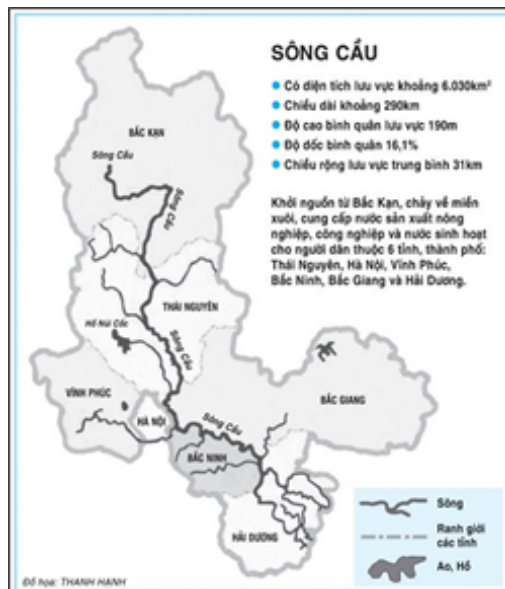 SÔNG CẦU
Có diện tích lưu vực khoảng 6.030km²
Chiều dài khoảng 290km
Độ cao bình quân lưu vực 190m
Độ dốc bình quân 16,1%
Chiều rộng lưu vực trung bình 31km
Khởi nguồn từ Bắc Kạn, chảy về miền
xuôi, cung cấp nước sản xuất nông
nghiệp, công nghiệp và nước sinh hoạt
cho người dân thuộc 6 tỉnh, thành phố:
Thái Nguyên, Hà Nội, Vĩnh Phúc,
Bắc Ninh, Bắc Giang và Hải Dương.
BẮC KẠN
Sông Cầu
Sông Cầu
THÁI NGUYÊN
Hồ Núi Cốc
Sông Cầu
VĨNH PHÚC
HÀ NỘI
BẮC GIANG
Sông Cầu
BẮC NINH
HẢI DƯƠNG
Sông
Ranh giới
các tỉnh
Ao, Hồ
Đồ họa: THANH HẠNH